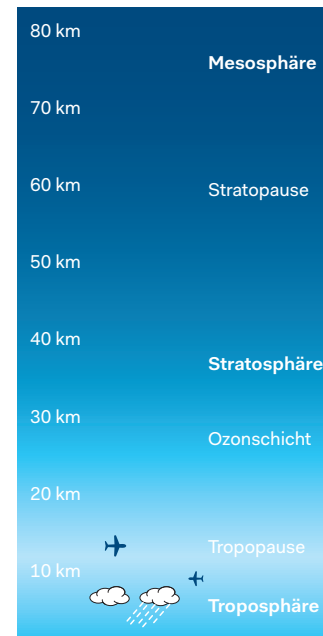 80 km
Mesosphäre
70 km
60 km
Stratopause
50 km
40 km
Stratosphäre
30 km
Ozonschicht
20 km
Tropopause
10 km
Troposphäre